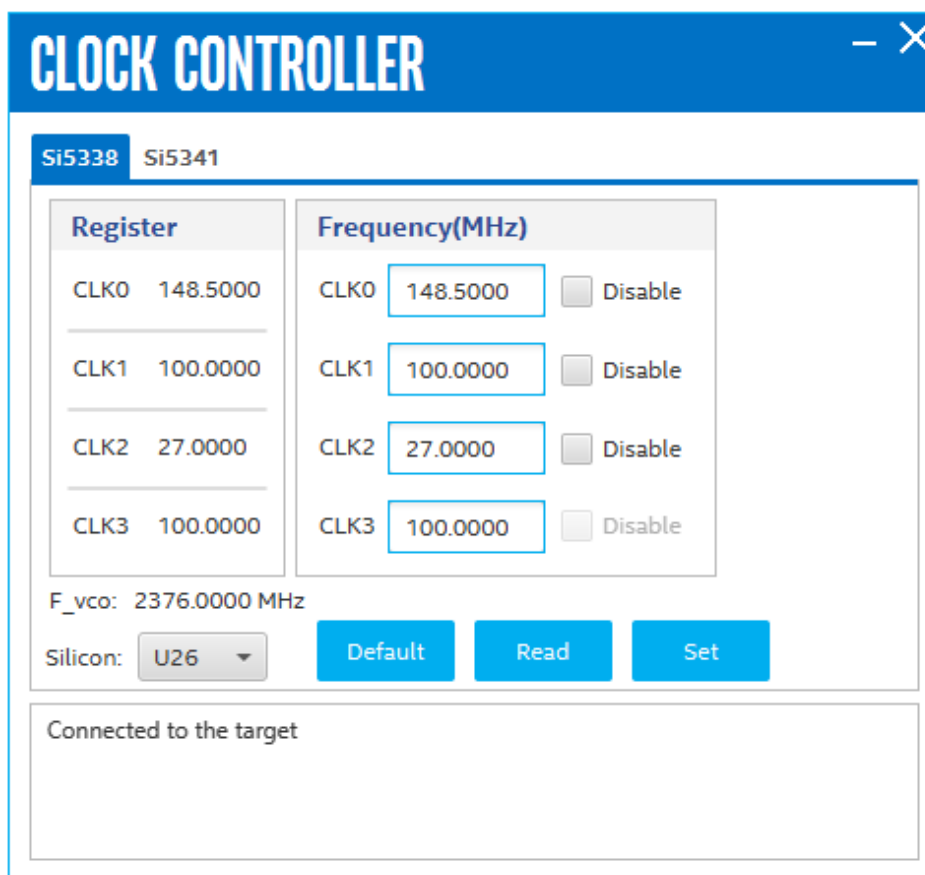 CLOCK CONTROLLER
Si5338 Si5341
Register Frequency(MHz)
CLK0 148.5000 CLK0 148.5000 Disable
CLK1 100.0000 CLK1 100.0000 Disable
CLK2 27.0000 CLK2 27.0000 Disable
CLK3 100.0000 CLK3 100.0000 Disable
F_vco: 2376.0000 MHz
Silicon: U26 Default Read Set
Connected to the target